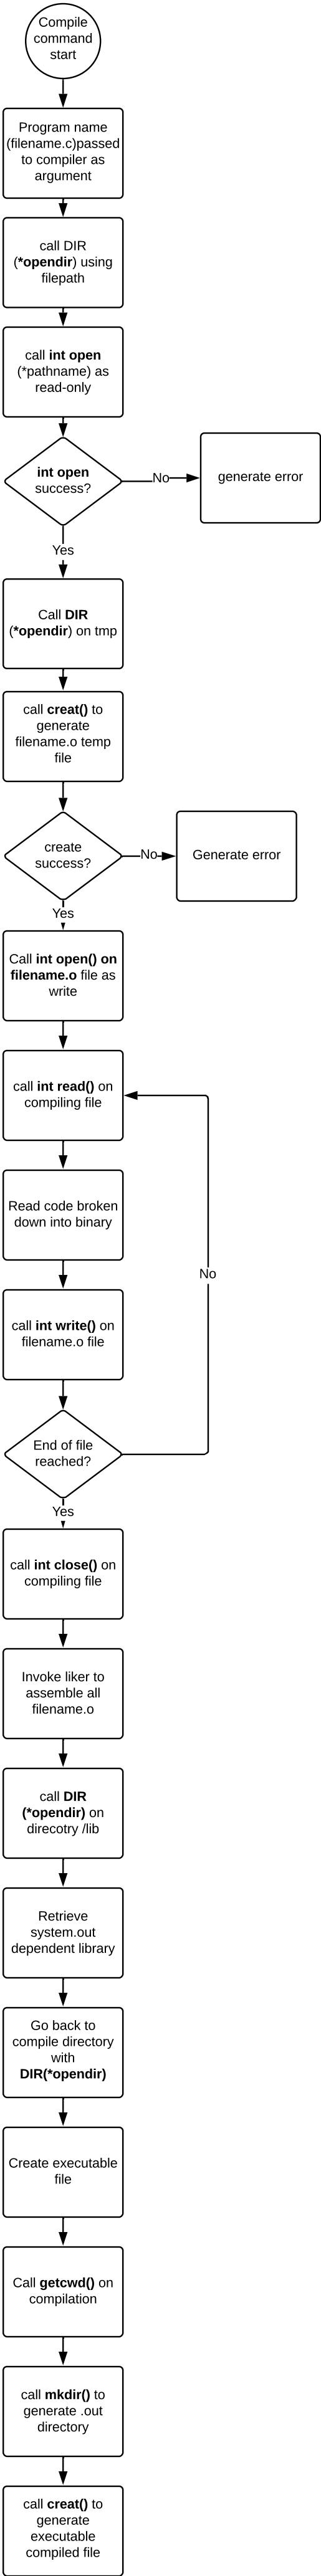 Compile
command
start
Program name
(filename.c)passed
to compiler as
argument
call DIR
(*opendir) using
filepath
call int open
(*pathname) as
read-only
int open
success?
No
generate error
Yes
Call DIR
(*opendir) on tmp
call creat() to
generate
filename.o temp
file
create
success?
No
Generate error
Yes
Call int open() on
filename.o file as
write
call int read() on
compiling file
Read code broken
down into binary
No
call int write() on
filename.o file
End of file
reached?
Yes
call int close() on
compiling file
Invoke liker to
assemble all
filename.o
call DIR
(*opendir) on
direcotry /lib
Retrieve
system.out
dependent library
Go back to
compile directory
with
DIR(*opendir)
Create executable
file
Call getcwd() on
compilation
call mkdir() to
generate .out
directory
call creat() to
generate
executable
compiled file